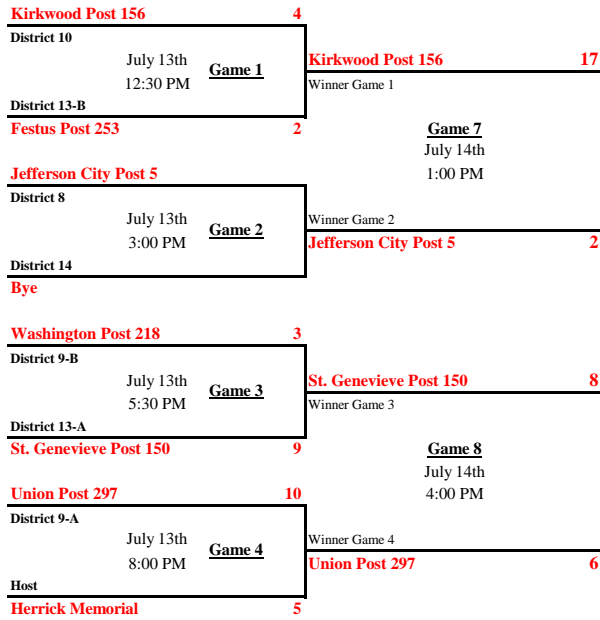 Kirkwood Post 156 4
District 10
July 13th
12:30 PM
Game 1
District 13-B
Festus Post 253 2
Kirkwood Post 156 17
Winner Game 1
Game 7
July 14th
1:00 PM
Jefferson City Post 5
District 8
July 13th
3:00 PM
Game 2
District 14
Bye
Winner Game 2
Jefferson City Post 5 2
Washington Post 218 3
District 9-B
July 13th
5:30 PM
Game 3
District 13-A
St. Genevieve Post 150 9
St. Genevieve Post 150 8
Winner Game 3
Game 8
July 14th
4:00 PM
Union Post 297 10
District 9-A
July 13th
8:00 PM
Game 4
Host
Herrick Memorial 5
Winner Game 4
Union Post 297 6